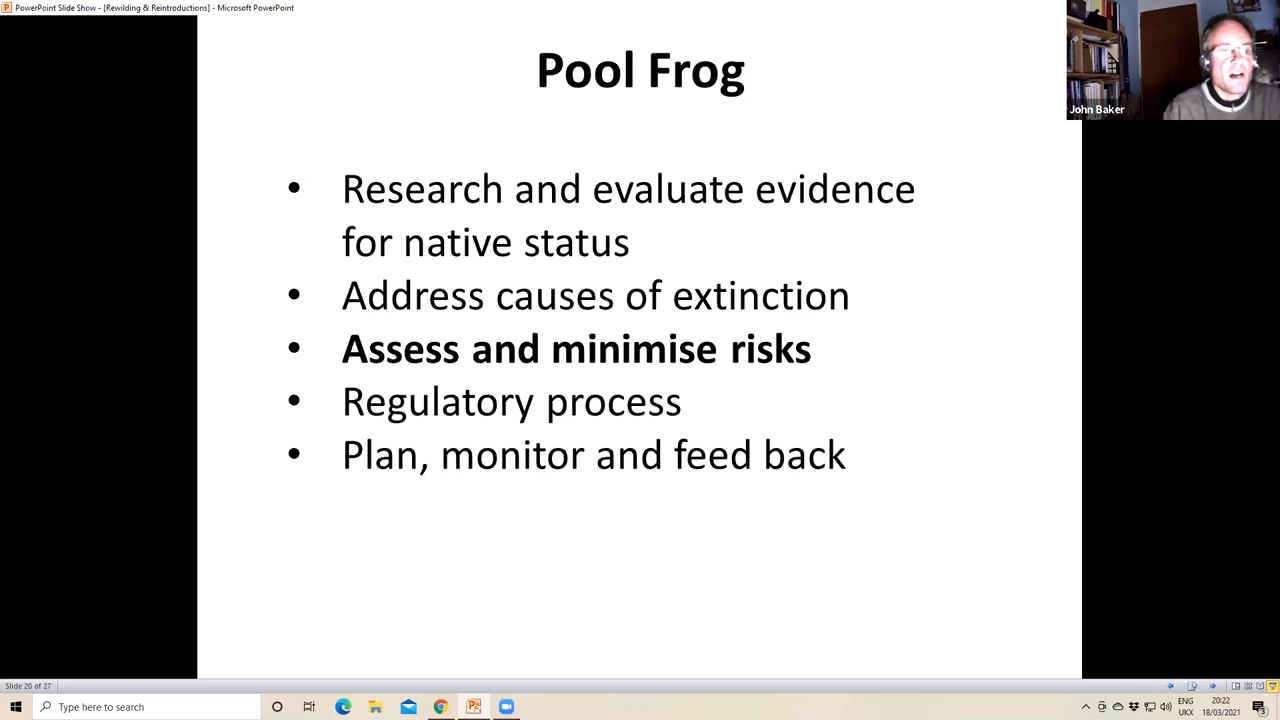 PowerPoint Slide Show - [Rewilding & Reintroductions] - Microsoft PowerPoint
John Baker
Pool Frog
• Research and evaluate evidence
for native status
• Address causes of extinction
• Assess and minimise risks
• Regulatory process
• Plan, monitor and feed back
Slide 20 of 27
Type here to search
ENG
UKX
20:22
18/03/2021
3